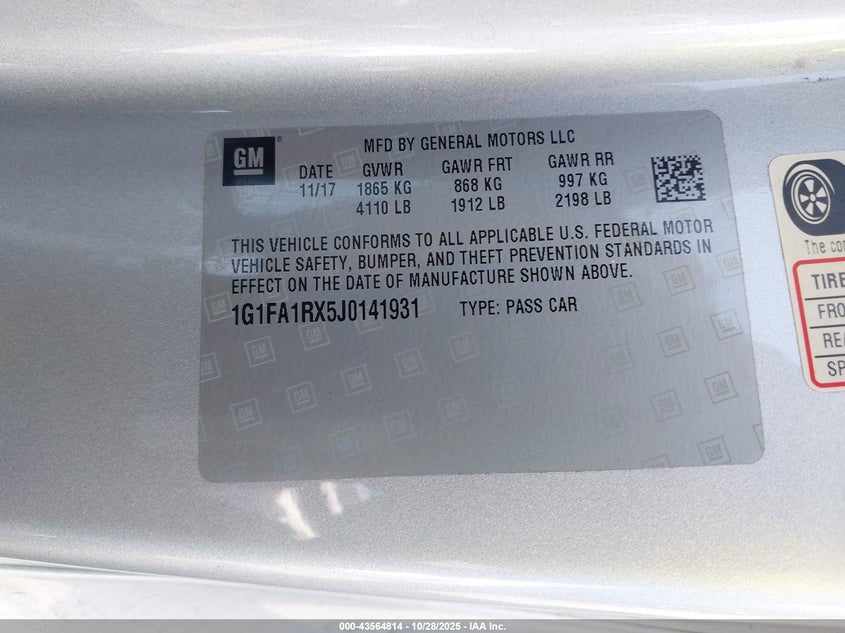 GM
MFD BY GENERAL MOTORS LLC
DATE GVWR GAWR FRT GAWR RR
11/17 1865 KG 868 KG 997 KG
4110 LB 1912 LB 2198 LB
THIS VEHICLE CONFORMS TO ALL APPLICABLE U.S. FEDERAL MOTOR
VEHICLE SAFETY, BUMPER, AND THEFT PREVENTION STANDARDS IN
EFFECT ON THE DATE OF MANUFACTURE SHOWN ABOVE.
1G1FA1RX5J0141931 TYPE: PASS CAR
The
TIRE
000-43564814 - 10/28/2025 - IAA Inc.